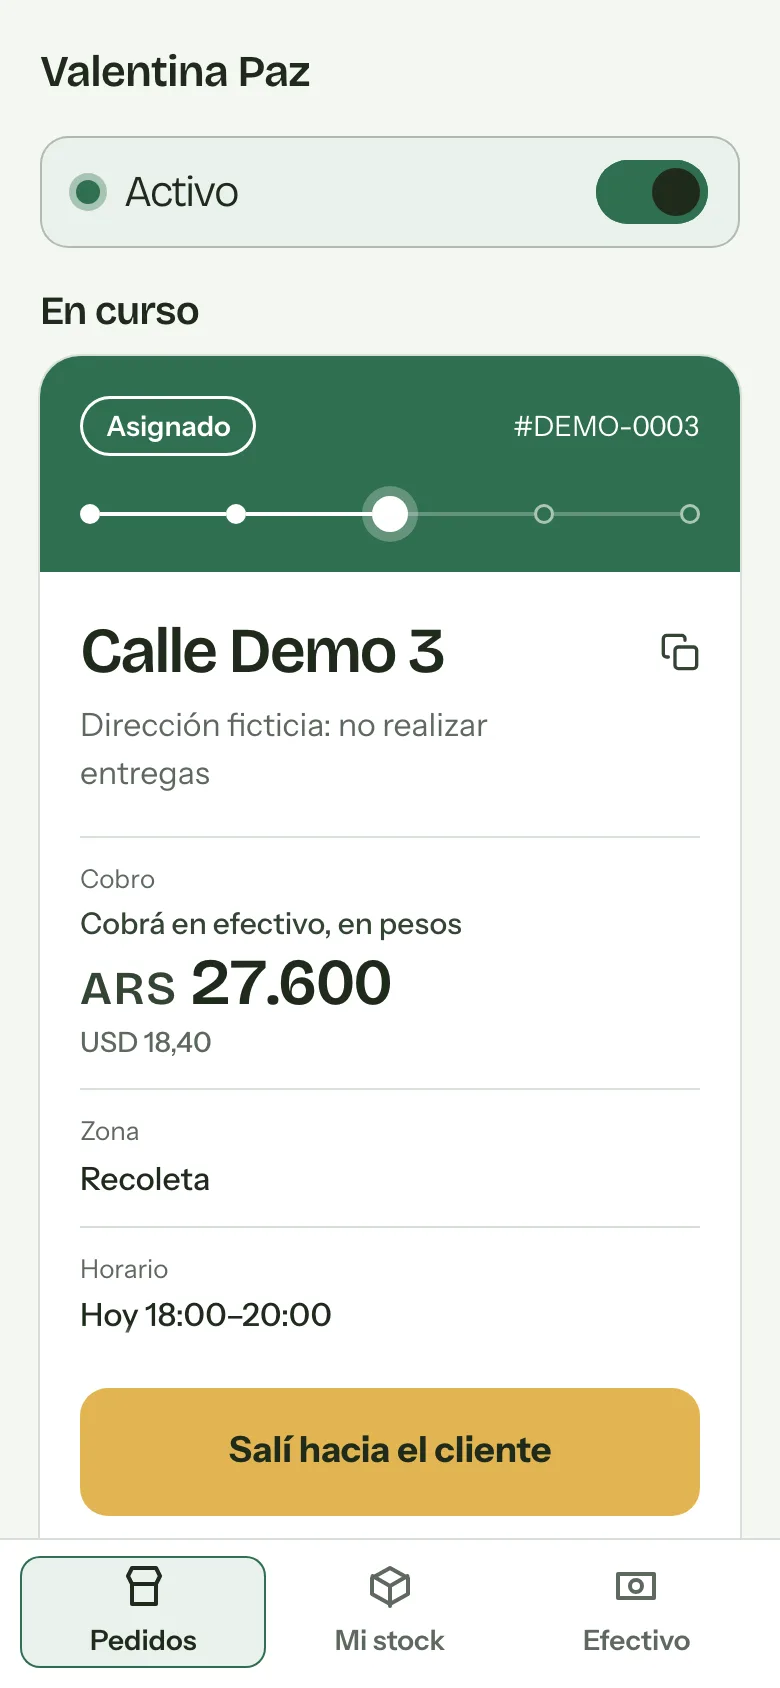 Valentina Paz
Activo
En curso
Asignado
#DEMO-0003
Calle Demo 3
Dirección ficticia: no realizar
entregas
Cobro
Cobrá en efectivo, en pesos
ARS 27.600
USD 18,40
Zona
Recoleta
Horario
Hoy 18:00–20:00
Salí hacia el cliente
Pedidos
Mi stock
Efectivo